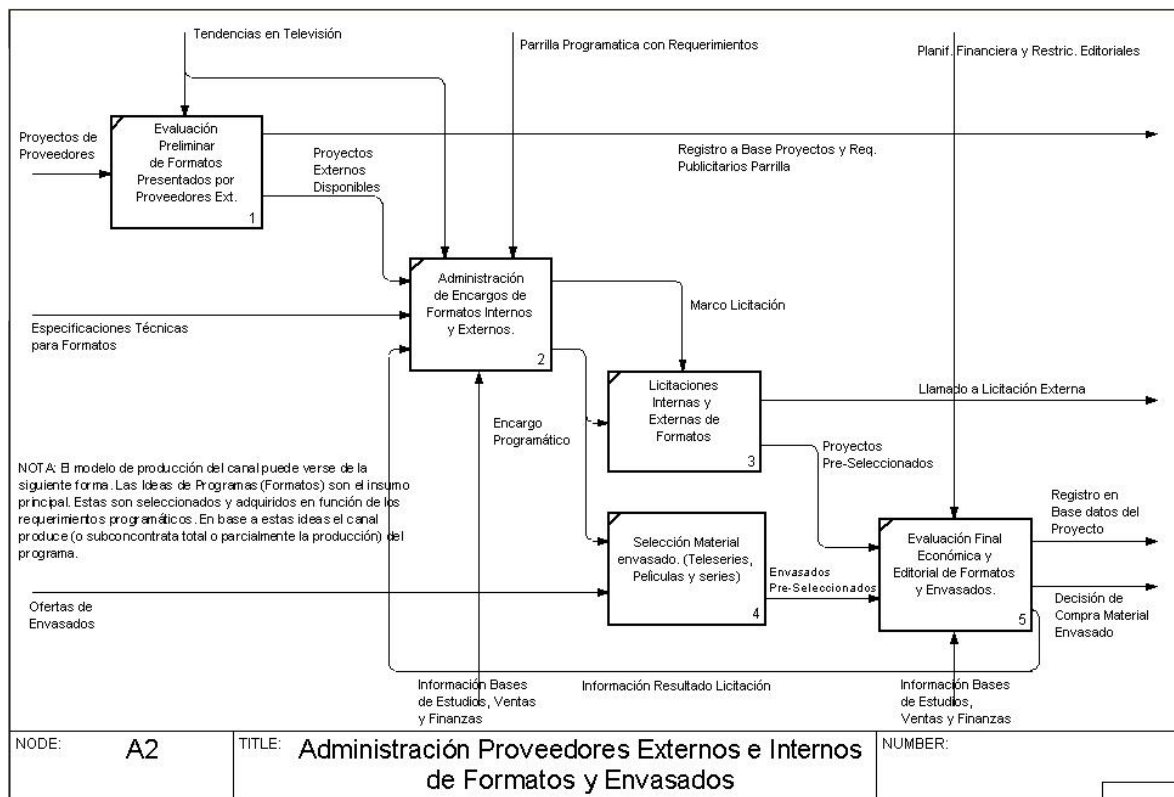 Tendencias en Televisión
Parrilla Programatica con Requerimientos
Planif. Financiera y Restric. Editoriales
Proyectos de
Proveedores
Evaluación
Preliminar
de Formatos
Presentados por
Proveedores Ext.
1
Proyectos
Externos
Disponibles
Registro a Base Proyectos y Req.
Publicitarios Parrilla
Administración
de Encargos de
Formatos Internos
y Externos.
2
Marco Licitación
Especificaciones Técnicas
para Formatos
Licitaciones
Internas y
Externas de
Formatos
3
Llamado a Licitación Externa
Encargo
Programático
Proyectos
Pre-Seleccionados
NOTA: El modelo de producción del canal puede verse de la
siguiente forma. Las Ideas de Programas (Formatos) son el insumo
principal. Estas son seleccionados y adquiridos en función de los
requerimientos programáticos. En base a estas ideas el canal
produce (o subconcontrata total o parcialmente la producción) del
programa.
Selección Material
envasado. (Teleseries,
Películas y series)
4
Envasados
Pre-Seleccionados
Evaluación Final
Económica y
Editorial de Formatos
y Envasados.
5
Registro en
Base datos del
Proyecto
Decisión de
Compra Material
Envasado
Ofertas de
Envasados
Información Bases
de Estudios, Ventas
y Finanzas
Información Resultado Licitación
Información Bases
de Estudios,
Ventas y Finanzas
NODE:
A2
TITLE:
Administración Proveedores Externos e Internos
de Formatos y Envasados
NUMBER: